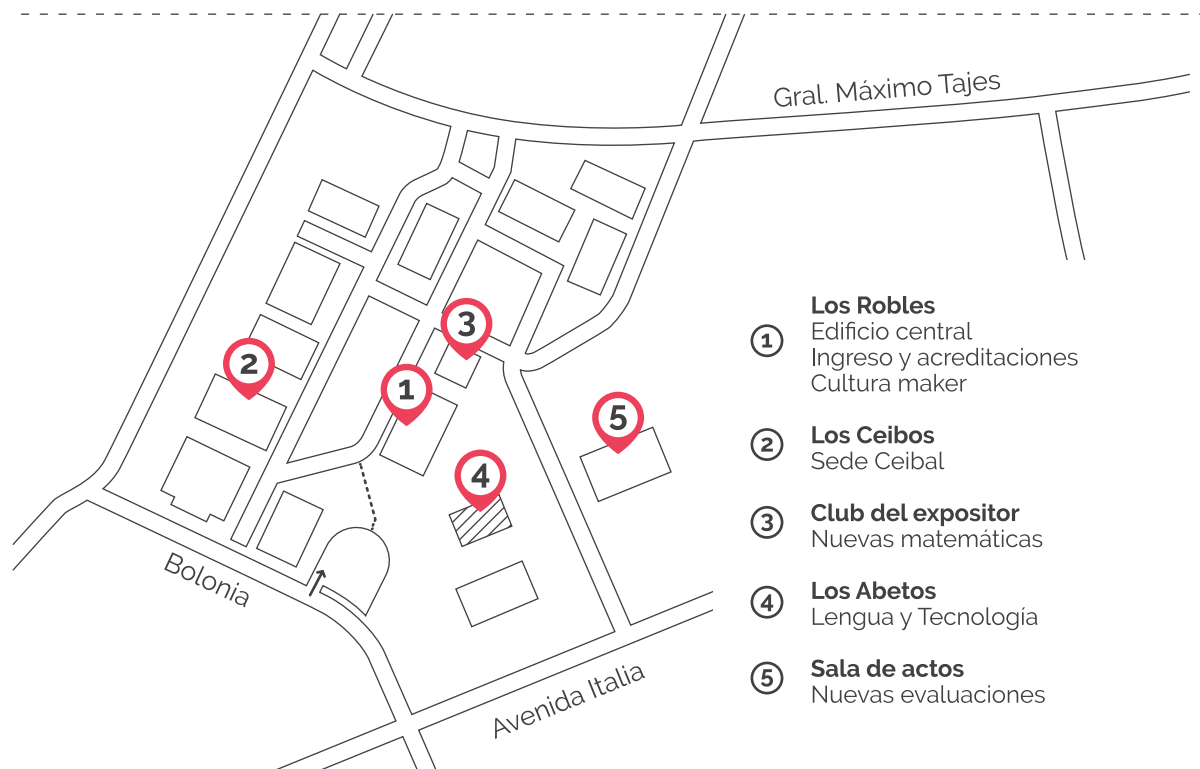 Gral. Máximo Tajes
3
2
1
5
4
Bolonia
Avenida Italia
1
Los Robles
Edificio central
Ingreso y acreditaciones
Cultura maker
2
Los Ceibos
Sede Ceibal
3
Club del expositor
Nuevas matemáticas
4
Los Abetos
Lengua y Tecnología
5
Sala de actos
Nuevas evaluaciones